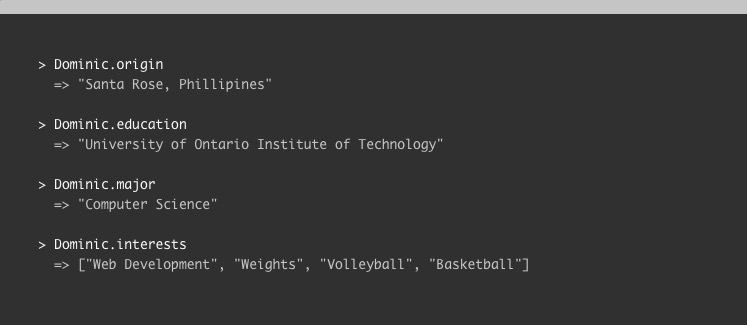 > Dominic.origin
=> "Santa Rose, Phillipines"
> Dominic.education
=> "University of Ontario Institute of Technology"
> Dominic.major
=> "Computer Science"
> Dominic.interests
=> ["Web Development", "Weights", "Volleyball", "Basketball"]